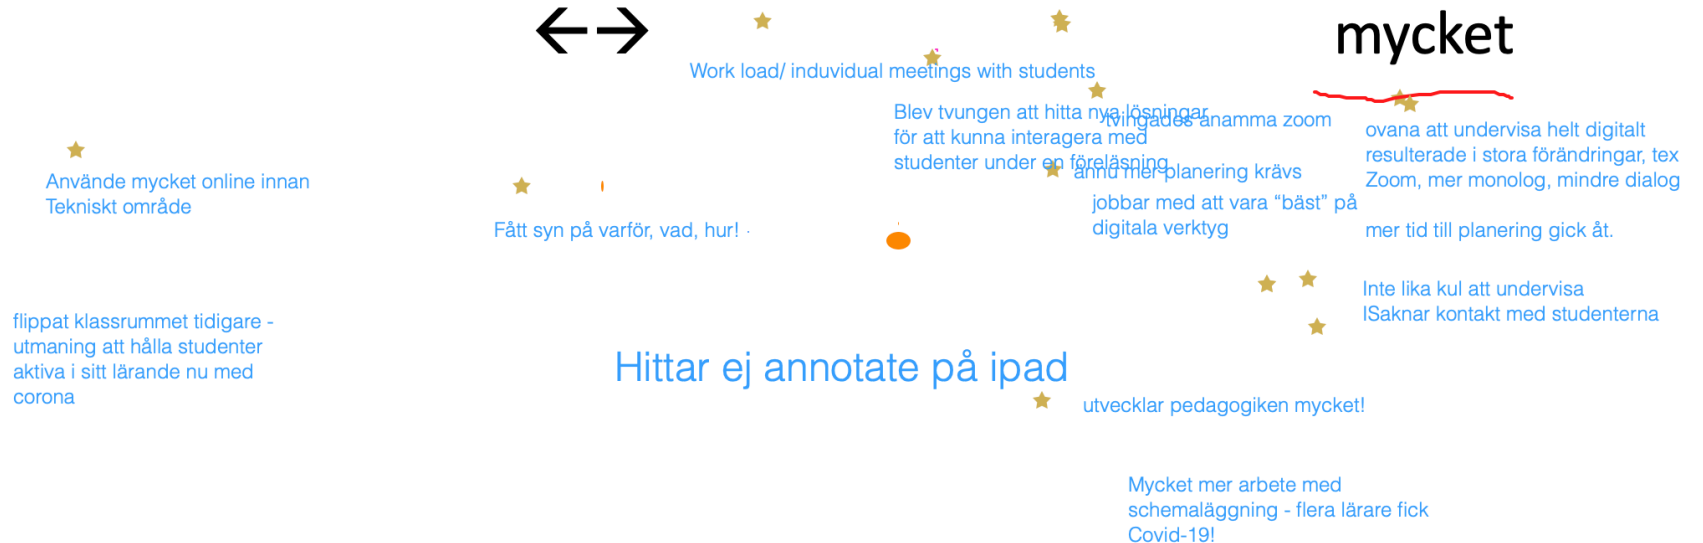 ←→
mycket
Work load/ induvidual meetings with students
Blev tvungen att hitta nya lösningar
för att kunna interagera med
studenter under en föreläsning
tvingades anamma zoom
ännu mer planering krävs
jobbar med att vara “bäst” på
digitala verktyg
ovana att undervisa helt digitalt
resulterade i stora förändringar, tex
Zoom, mer monolog, mindre dialog
mer tid till planering gick åt.
Använde mycket online innan
Tekniskt område
Fått syn på varför, vad, hur!
Inte lika kul att undervisa
ISaknar kontakt med studenterna
flippat klassrummet tidigare -
utmaning att hålla studenter
aktiva i sitt lärande nu med
corona
Hittar ej annotate på ipad
utvecklar pedagogiken mycket!
Mycket mer arbete med
schemaläggning - flera lärare fick
Covid-19!